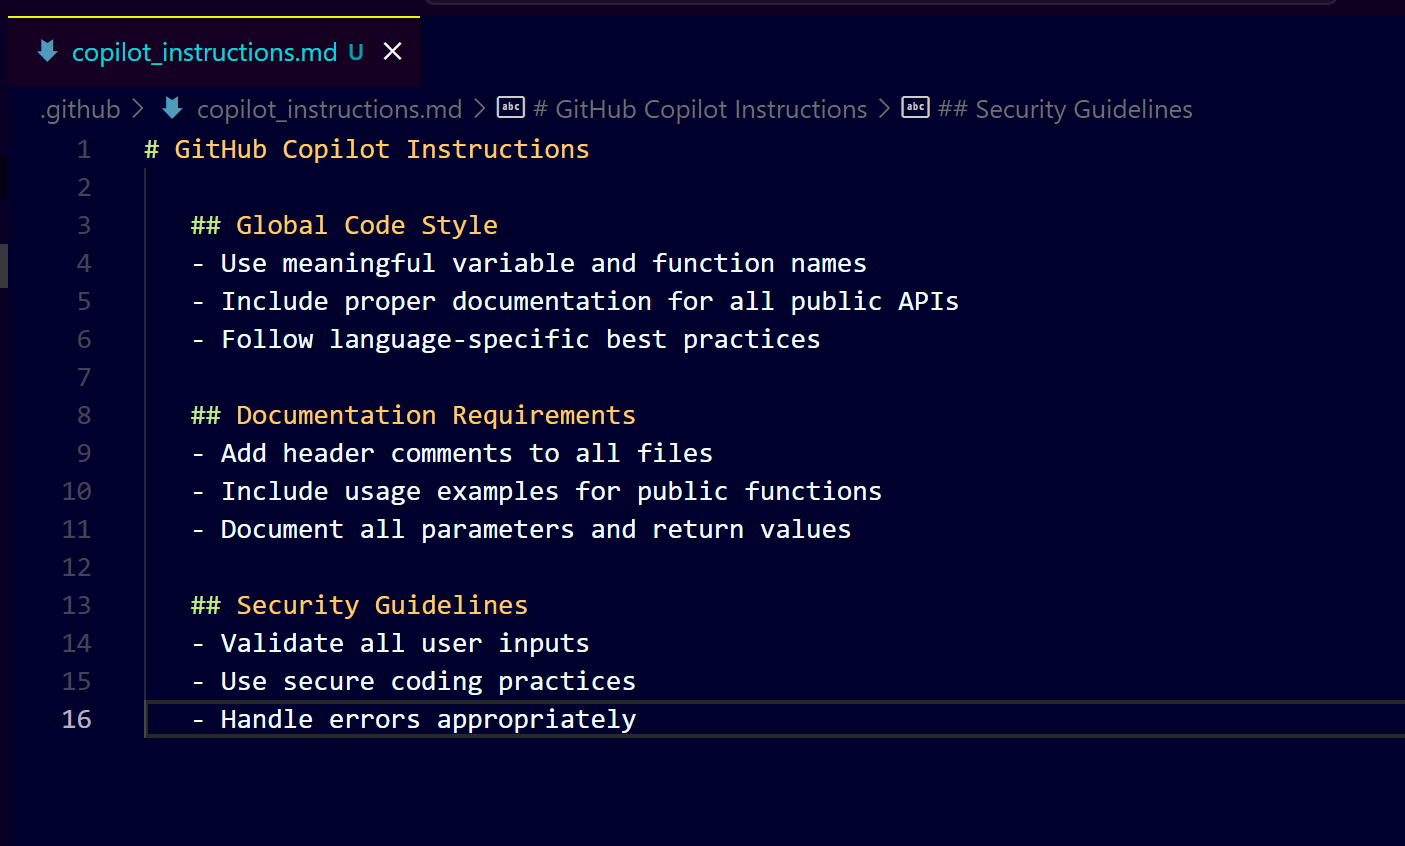 copilot_instructions.md U
.github > copilot_instructions.md > abc # GitHub Copilot Instructions > abc ## Security Guidelines
1 # GitHub Copilot Instructions
2
3 ## Global Code Style
4 - Use meaningful variable and function names
5 - Include proper documentation for all public APIs
6 - Follow language-specific best practices
7
8 ## Documentation Requirements
9 - Add header comments to all files
10 - Include usage examples for public functions
11 - Document all parameters and return values
12
13 ## Security Guidelines
14 - Validate all user inputs
15 - Use secure coding practices
16 - Handle errors appropriately